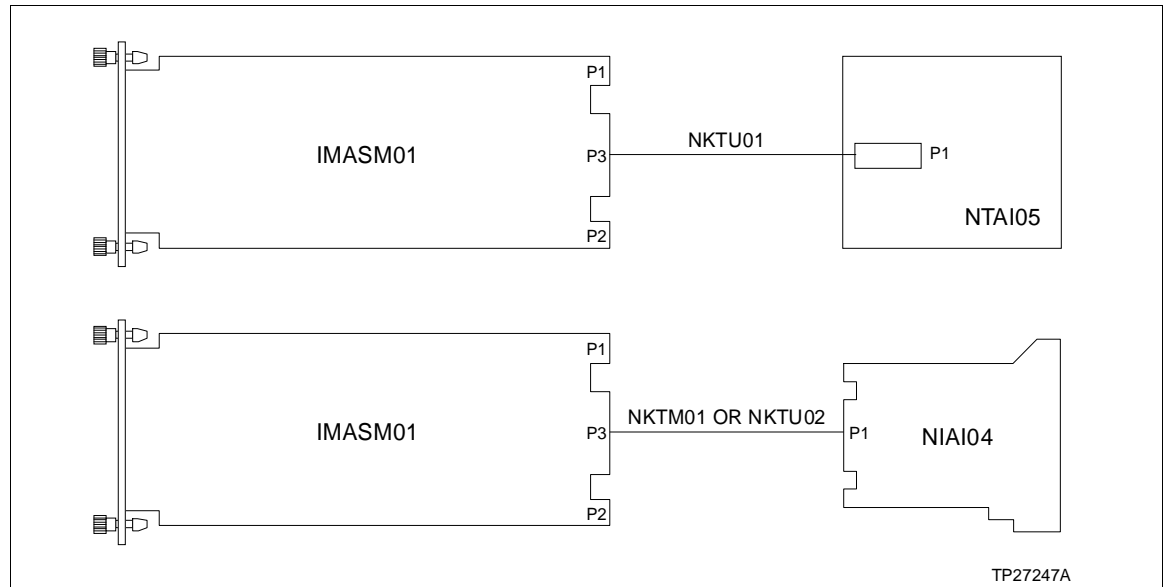 P1
IMASM01
P3
NKTU01
P1
NTAI05
P2
P1
IMASM01
P3
NKTM01 OR NKTU02
P1
NIAI04
P2
TP27247A